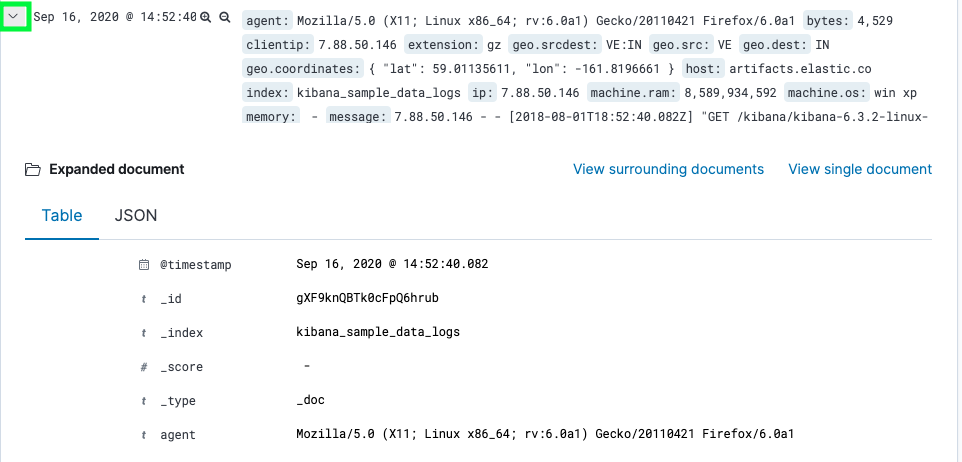 Sep 16, 2020 @ 14:52:40
agent: Mozilla/5.0 (X11; Linux x86_64; rv:6.0a1) Gecko/20110421 Firefox/6.0a1 bytes: 4,529
clientip: 7.88.50.146 extension: gz geo.srcdest: VE:IN geo.src: VE geo.dest: IN
geo.coordinates: { "lat": 59.01135611, "lon": -161.8196661 } host: artifacts.elastic.co
index: kibana_sample_data_logs ip: 7.88.50.146 machine.ram: 8,589,934,592 machine.os: win xp
memory: - message: 7.88.50.146 - - [2018-08-01T18:52:40.082Z] "GET /kibana/kibana-6.3.2-linux-
Expanded document View surrounding documents View single document
Table JSON
@timestamp Sep 16, 2020 @ 14:52:40.082
t _id gXF9knQBTk0cFpQ6hrub
t _index kibana_sample_data_logs
# _score -
t _type _doc
t agent Mozilla/5.0 (X11; Linux x86_64; rv:6.0a1) Gecko/20110421 Firefox/6.0a1